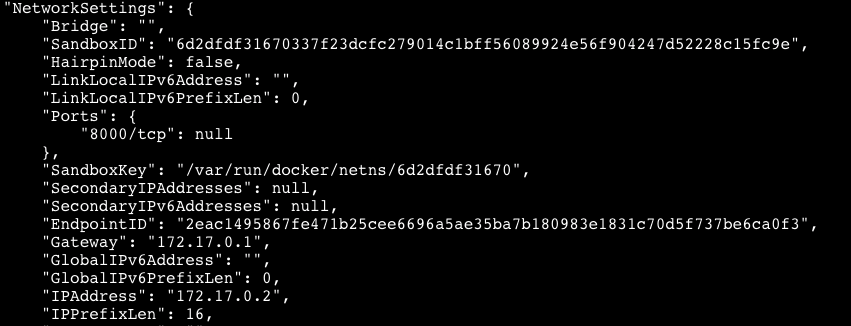 "NetworkSettings": {
"Bridge": "",
"SandboxID": "6d2dfdf31670337f23dcfc279014c1bff56089924e56f904247d52228c15fc9e",
"HairpinMode": false,
"LinkLocalIPv6Address": "",
"LinkLocalIPv6PrefixLen": 0,
"Ports": {
"8000/tcp": null
},
"SandboxKey": "/var/run/docker/netns/6d2dfdf31670",
"SecondaryIPAddresses": null,
"SecondaryIPv6Addresses": null,
"EndpointID": "2eac1495867fe471b25cee6696a5ae35ba7b180983e1831c70d5f737be6ca0f3",
"Gateway": "172.17.0.1",
"GlobalIPv6Address": "",
"GlobalIPv6PrefixLen": 0,
"IPAddress": "172.17.0.2",
"IPPrefixLen": 16,